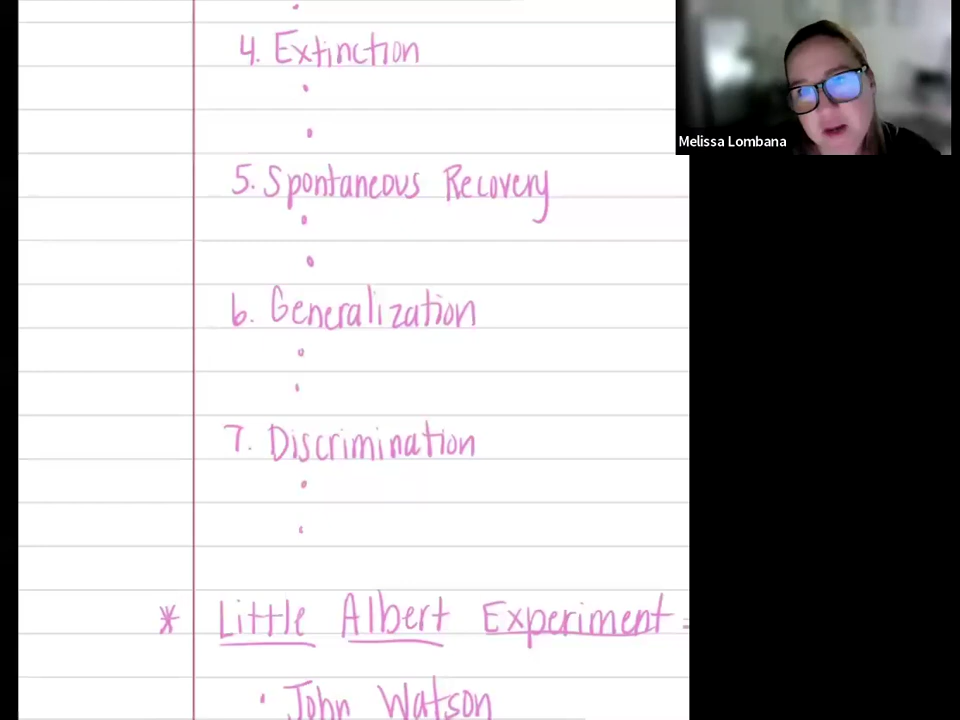 4. Extinction
5. Spontaneous Recovery
6. Generalization
7. Discrimination
* Little Albert Experiment =
• John Watson
Melissa Lombana